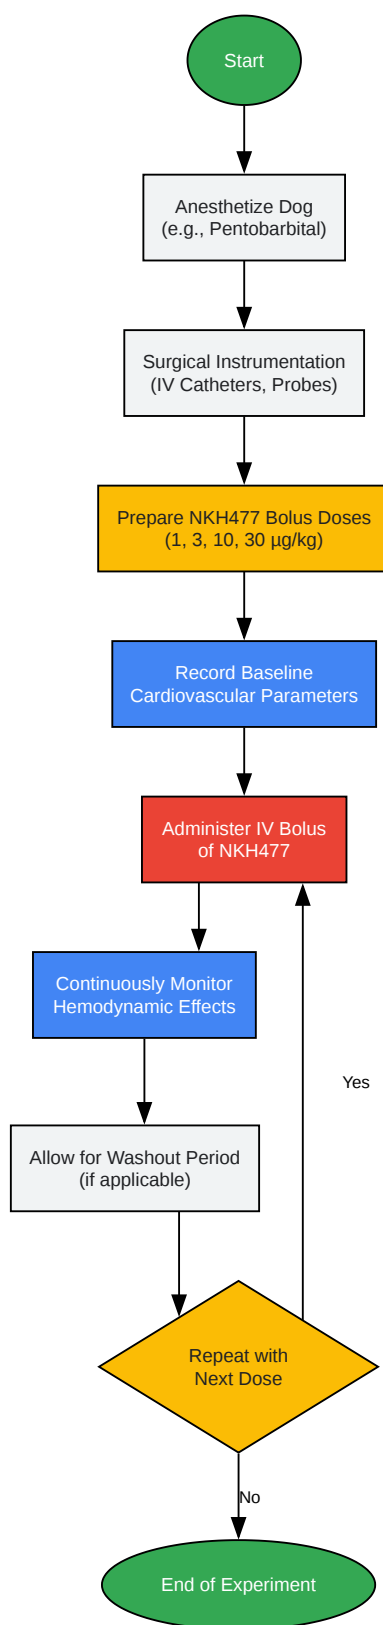 Start
Anesthetize Dog
(e.g., Pentobarbital)
Surgical Instrumentation
(IV Catheters, Probes)
Prepare NKH477 Bolus Doses
(1, 3, 10, 30 µg/kg)
Record Baseline
Cardiovascular Parameters
Administer IV Bolus
of NKH477
Continuously Monitor
Hemodynamic Effects
Yes
Allow for Washout Period
(if applicable)
Repeat with
Next Dose
No
End of Experiment